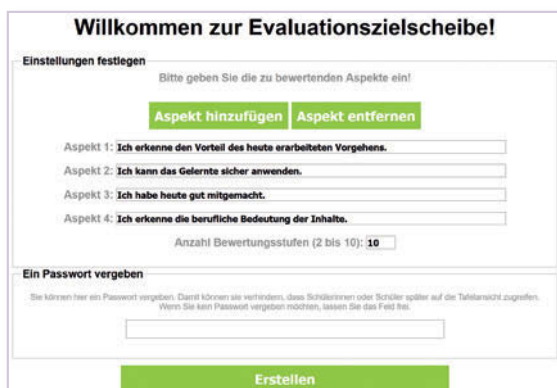 Willkommen zur Evaluationszielscheibe!
Einstellungen festlegen
Bitte geben Sie die zu bewertenden Aspekte ein!
Aspekt hinzufügen Aspekt entfernen
Aspekt 1: Ich erkenne den Vorteil des heute erarbeiteten Vorgehens.
Aspekt 2: Ich kann das Gelernte sicher anwenden.
Aspekt 3: Ich habe heute gut mitgemacht.
Aspekt 4: Ich erkenne die berufliche Bedeutung der Inhalte.
Anzahl Bewertungsstufen (2 bis 10): 10
Ein Passwort vergeben
Sie können hier ein Passwort vergeben. Damit können sie verhindern, dass Schülerinnen oder Schüler später auf die Tafelansicht zugreifen.
Wenn Sie kein Passwort vergeben möchten, lassen Sie das Feld frei.
Erstellen